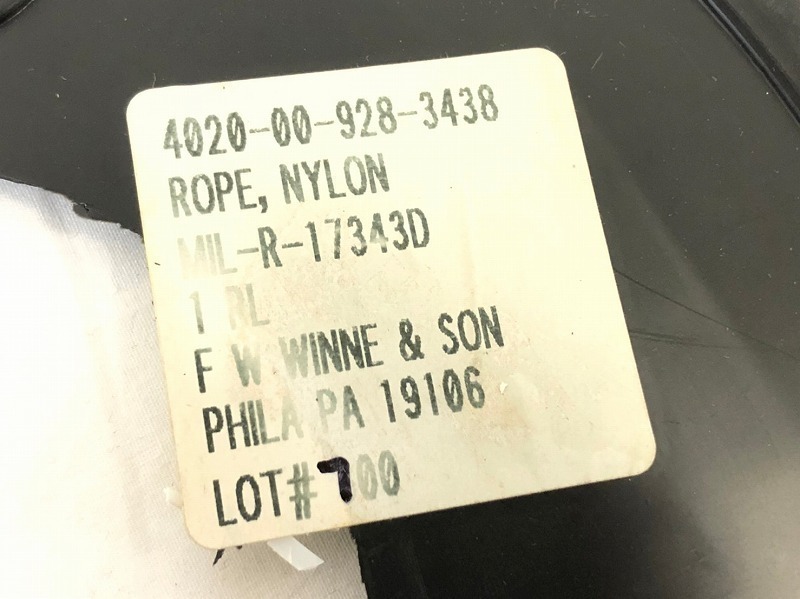 4020-00-928-3438
ROPE, NYLON
MIL-R-17343D
1 RL
F W WINNE & SON
PHILA PA 19106
LOT#700